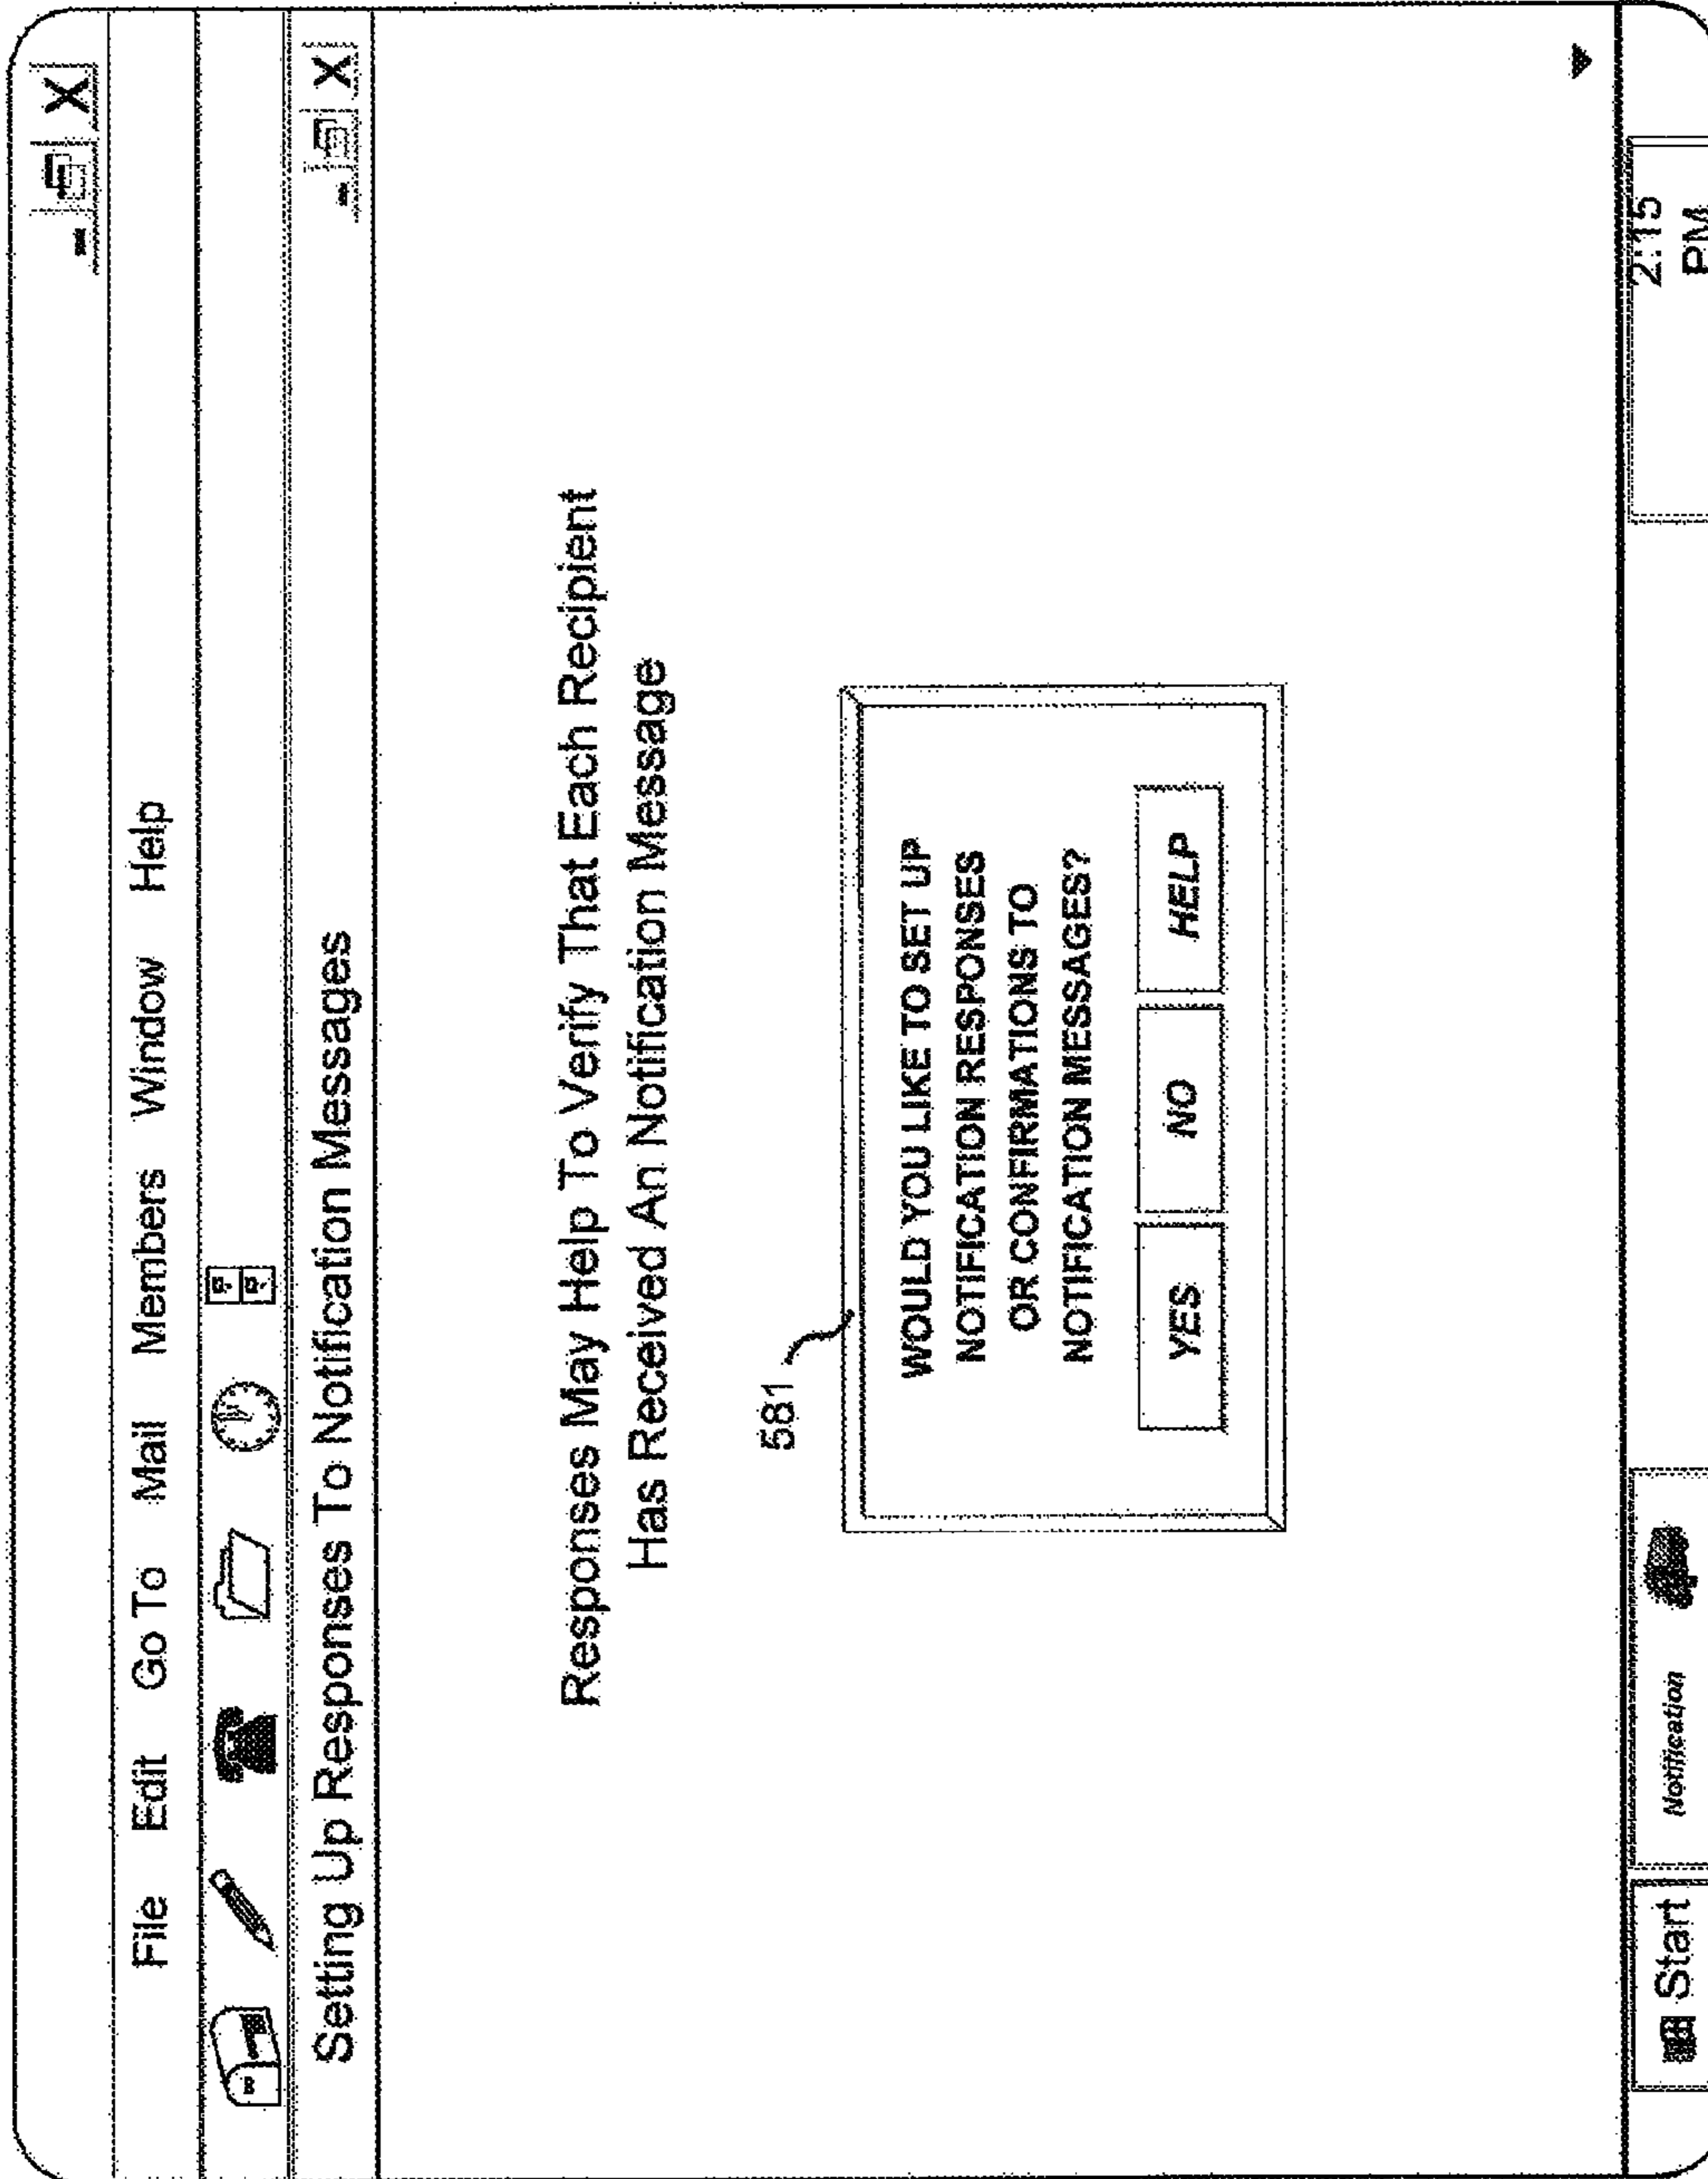 X
File Edit Go To Mail Members Window Help
Setting Up Responses To Notification Messages X
Responses May Help To Verify That Each Recipient
Has Received An Notification Message
581
WOULD YOU LIKE TO SET UP
NOTIFICATION RESPONSES
OR CONFIRMATIONS TO
NOTIFICATION MESSAGES?
YES NO HELP
Start Notification 2:15
PM